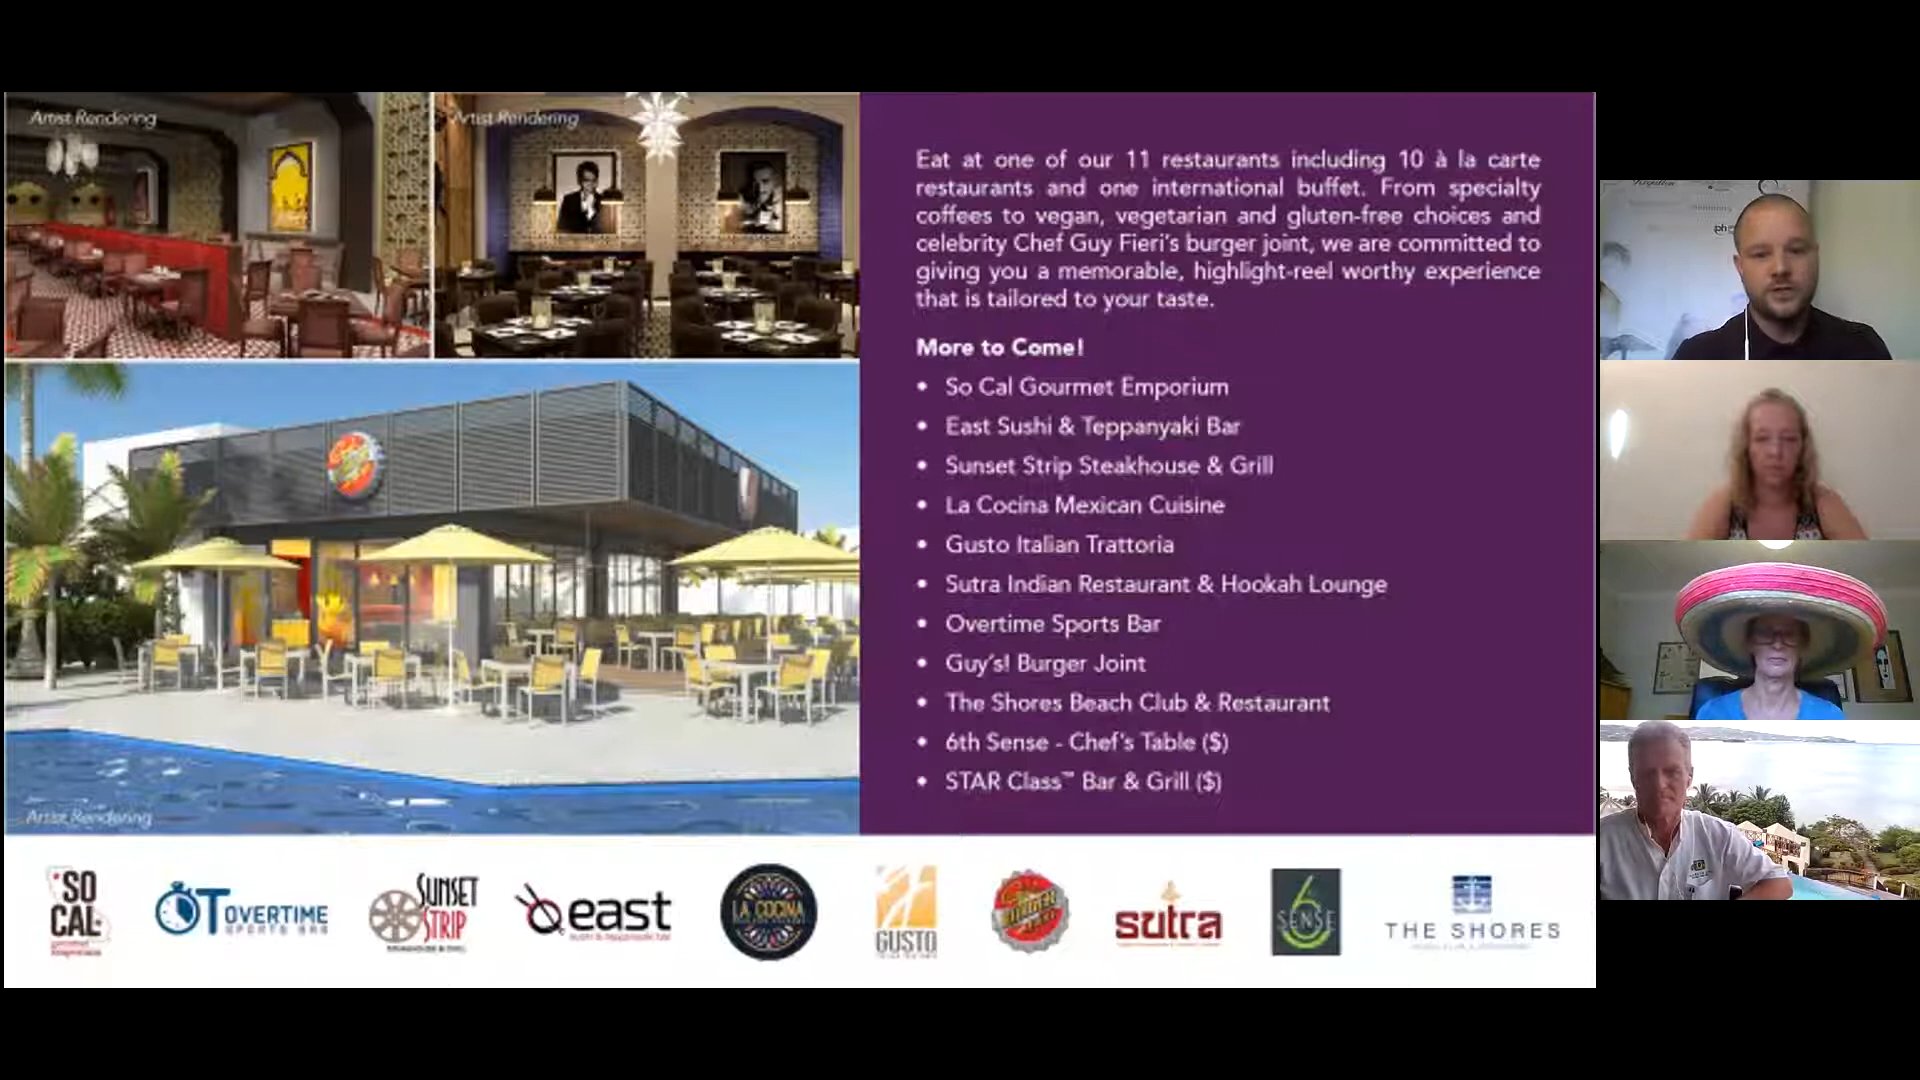 Artist Rendering
Artist Rendering
Eat at one of our 11 restaurants including 10 à la carte
restaurants and one international buffet. From specialty
coffees to vegan, vegetarian and gluten-free choices and
celebrity Chef Guy Fieri's burger joint, we are committed to
giving you a memorable, highlight-reel worthy experience
that is tailored to your taste.
More to Come!
• So Cal Gourmet Emporium
• East Sushi & Teppanyaki Bar
• Sunset Strip Steakhouse & Grill
• La Cocina Mexican Cuisine
• Gusto Italian Trattoria
• Sutra Indian Restaurant & Hookah Lounge
• Overtime Sports Bar
• Guy's! Burger Joint
• The Shores Beach Club & Restaurant
• 6th Sense - Chef's Table ($)
• STAR Class™ Bar & Grill ($)
Artist Rendering
SO
CAL
OT OVERTIME
SPORTS BAR
SUNSET
STRIP
east
LA COCINA
GUSTO
BURGER
sutra
6
SENSE
THE SHORES
ph